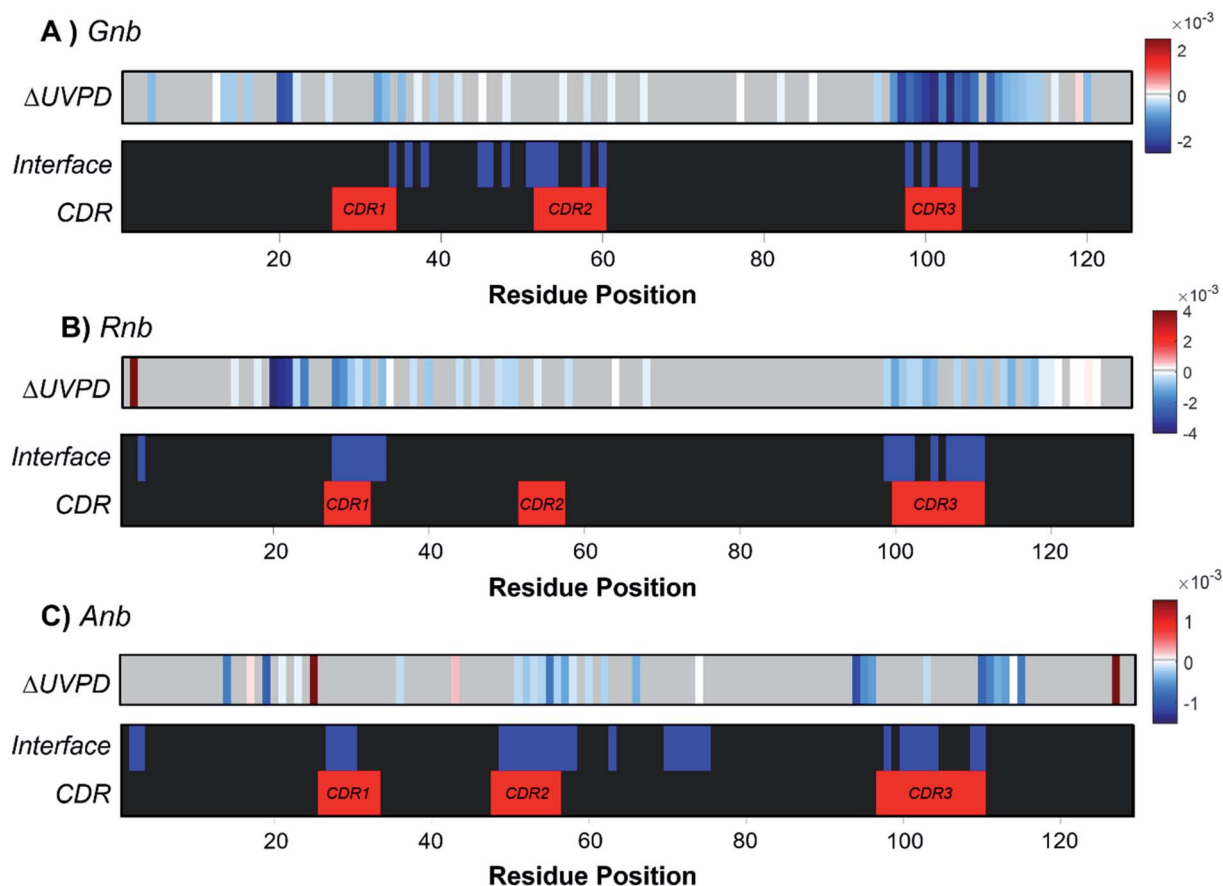 A ) Gnb
×10⁻³
2
0
-2
ΔUVPD
Interface
CDR
CDR1
CDR2
CDR3
20 40 60 80 100 120
Residue Position
B) Rnb
×10⁻³
4
2
0
-2
-4
ΔUVPD
Interface
CDR
CDR1
CDR2
CDR3
20 40 60 80 100 120
Residue Position
C) Anb
×10⁻³
1
0
-1
ΔUVPD
Interface
CDR
CDR1
CDR2
CDR3
20 40 60 80 100 120
Residue Position